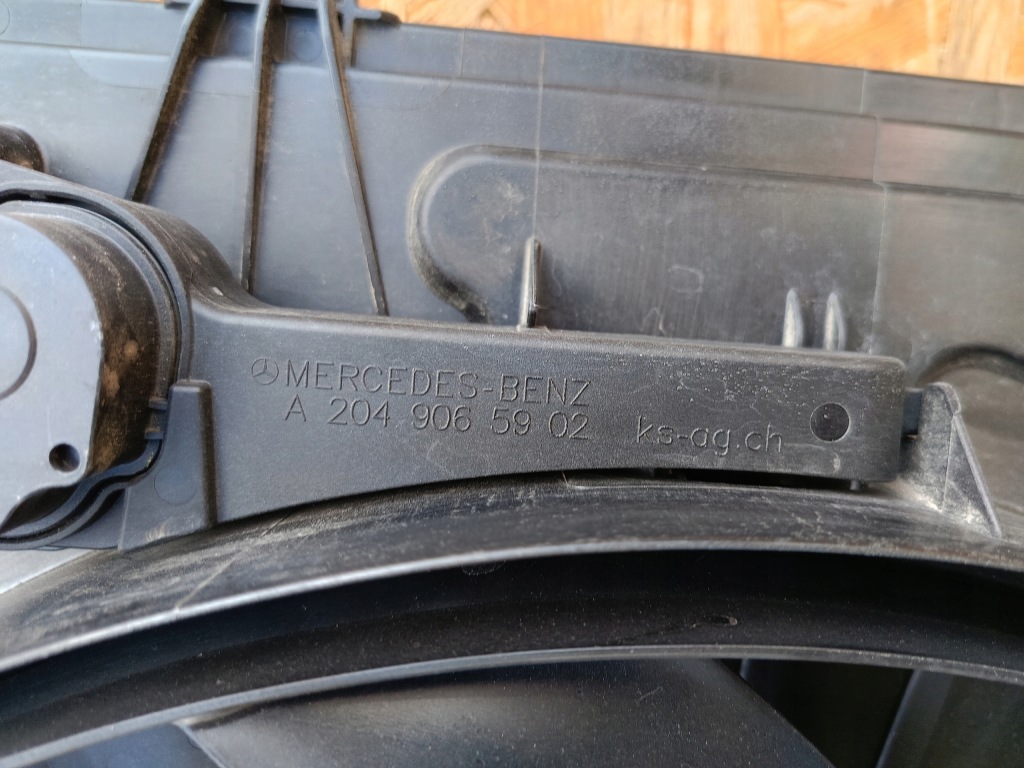 MERCEDES-BENZ
A 204 906 59 02 ks-ag.ch